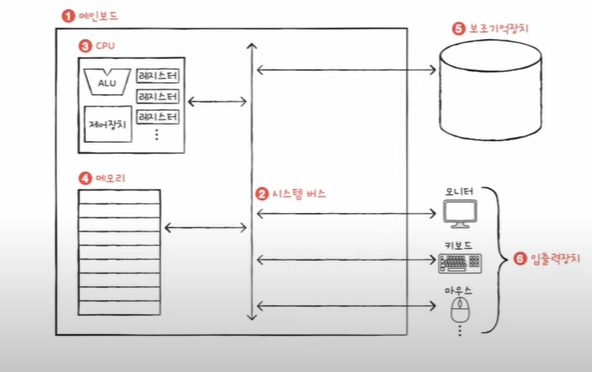 1 메인보드
3 CPU
ALU
레지스터
레지스터
제어장치
레지스터
⋮
4 메모리
2 시스템 버스
5 보조기억장치
모니터
키보드
6 입출력장치
마우스
⋮